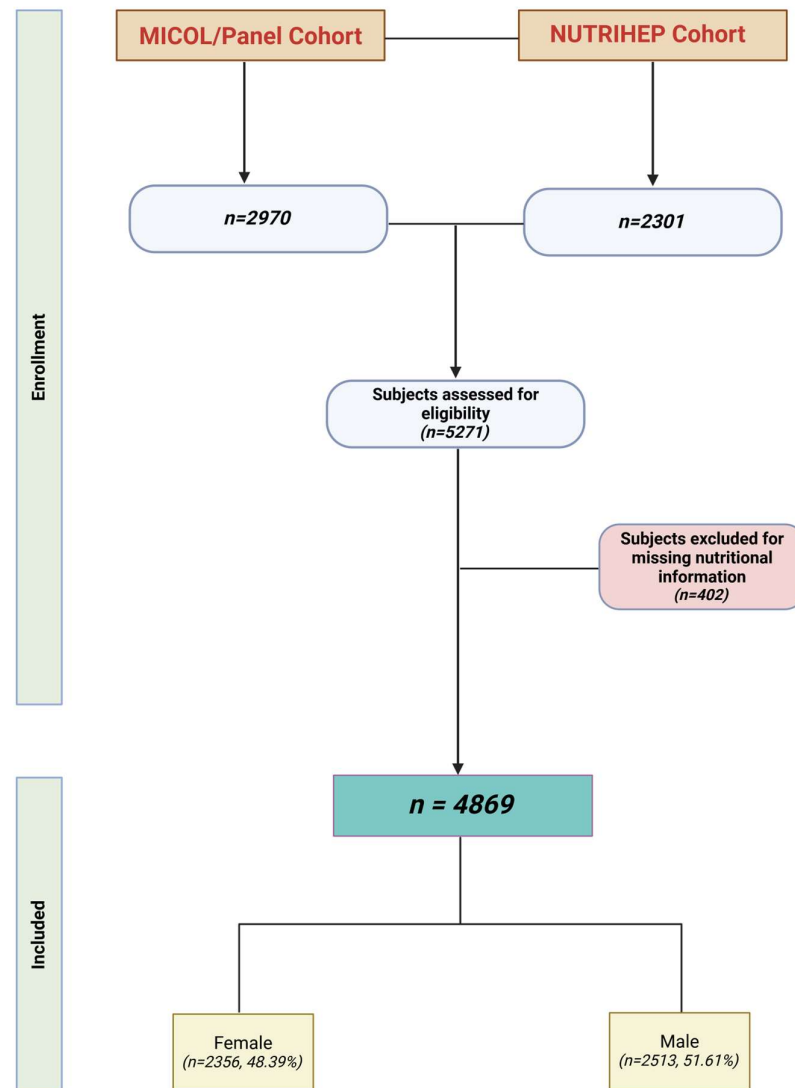 MICOL/Panel Cohort
NUTRIHEP Cohort
n=2970
n=2301
Enrollment
Subjects assessed for
eligibility
(n=5271)
Subjects excluded for
missing nutritional
information
(n=402)
n = 4869
Included
Female
(n=2356, 48.39%)
Male
(n=2513, 51.61%)